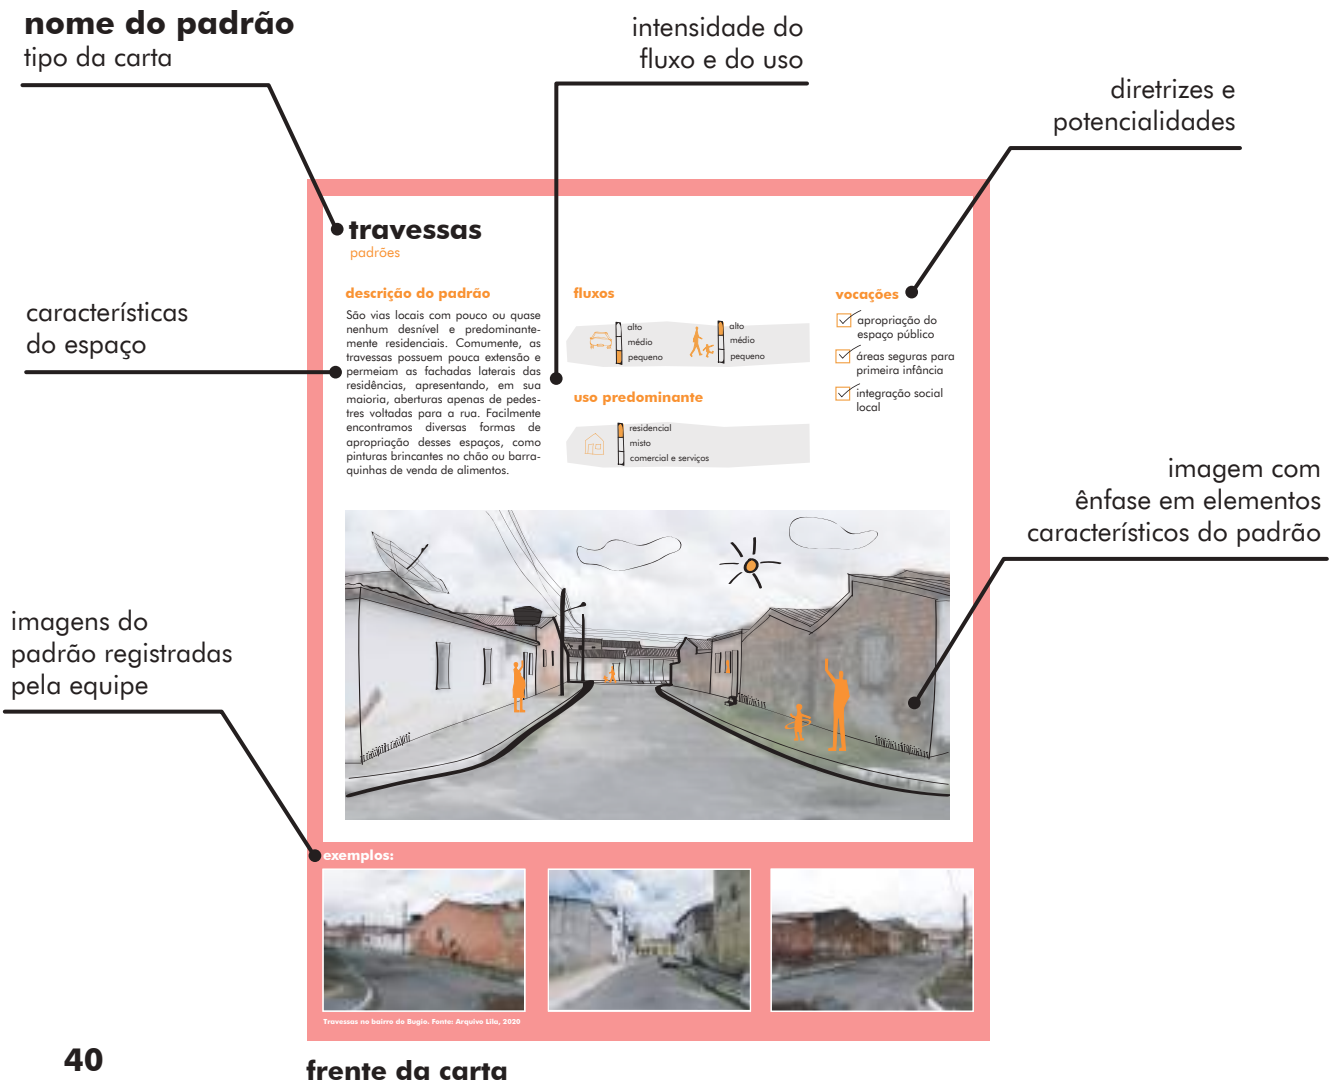 nome do padrão
tipo da carta
intensidade do
fluxo e do uso
diretrizes e
potencialidades
características
do espaço
imagem com
ênfase em elementos
característicos do padrão
imagens do
padrão registradas
pela equipe
travessas
padrões
descrição do padrão
São vias locais com pouco ou quase
nenhum desnível e predominante-
mente residenciais. Comumente, as
travessas possuem pouca extensão e
permeiam as fachadas laterais das
residências, apresentando, em sua
maioria, aberturas apenas de pedes-
tres voltadas para a rua. Facilmente
encontramos diversas formas de
apropriação desses espaços, como
pinturas brincantes no chão ou barra-
quinhas de venda de alimentos.
fluxos
alto
médio
pequeno
alto
médio
pequeno
uso predominante
residencial
misto
comercial e serviços
vocações
apropriação do
espaço público
áreas seguras para
primeira infância
integração social
local
exemplos:
Travessas no bairro do Bugio. Fonte: Arquivo Lila, 2020
40
frente da carta